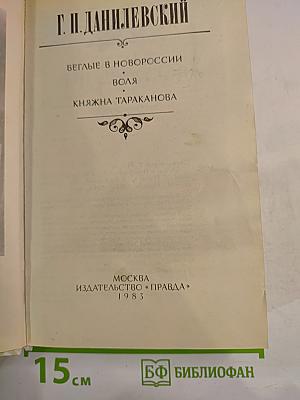 Г. П. ДАНИЛЕВСКИЙ
БЕГЛЫЕ В НОВОРОССИИ
•
ВОЛЯ
•
КНЯЖНА ТАРАКАНОВА
МОСКВА
ИЗДАТЕЛЬСТВО «ПРАВДА»
1983
15 см
БФ БИБЛИОФАН